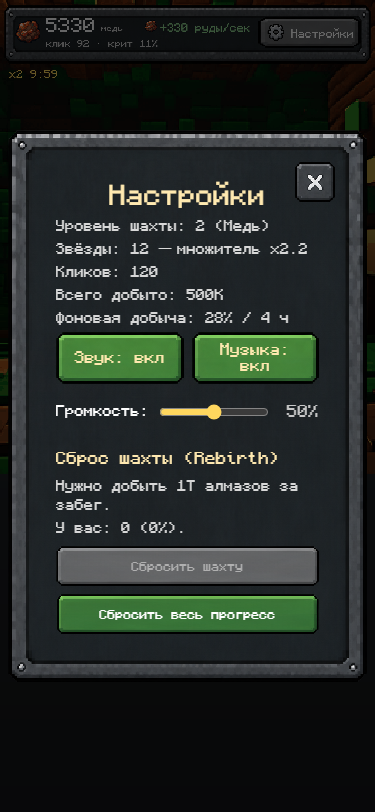 5330 медь +330 руды/сек Настройки
клик 92 · крит 11%
x2 9:59
Настройки
Уровень шахты: 2 (Медь)
Звёзды: 12 — множитель x2.2
Кликов: 120
Всего добыто: 500K
Фоновая добыча: 28% / 4 ч
Звук: вкл
Музыка:
вкл
Громкость: 50%
Сброс шахты (Rebirth)
Нужно добыть 1T алмазов за
забег.
У вас: 0 (0%).
Сбросить шахту
Сбросить весь прогресс